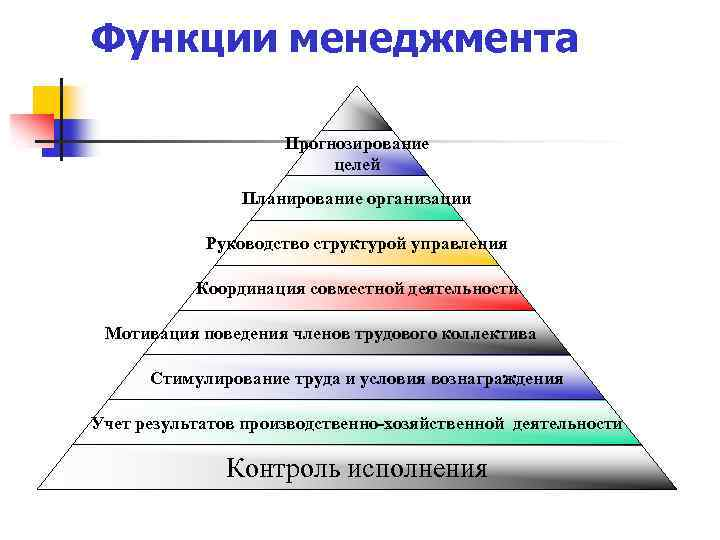 Функции менеджмента
Прогнозирование
целей
Планирование организации
Руководство структурой управления
Координация совместной деятельности
Мотивация поведения членов трудового коллектива
Стимулирование труда и условия вознаграждения
Учет результатов производственно-хозяйственной деятельности
Контроль исполнения